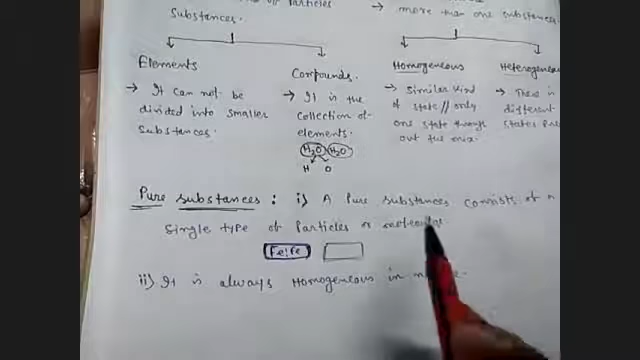 of Particles
Substances.
more than one substances.
Elements
Compounds.
Homogeneous
Heterogeneous
→ It can not be
divided into smaller
substances.
→ It is the
collection of
elements.
H₂O H₂O
H O
→ Similar kind
of state // only
one state through
out the mix.
→ There is
different
states Pre
Pure substances : i) A Pure substances consists of
Single type of Particles or
Fe Fe
ii) It is always Homogeneous in